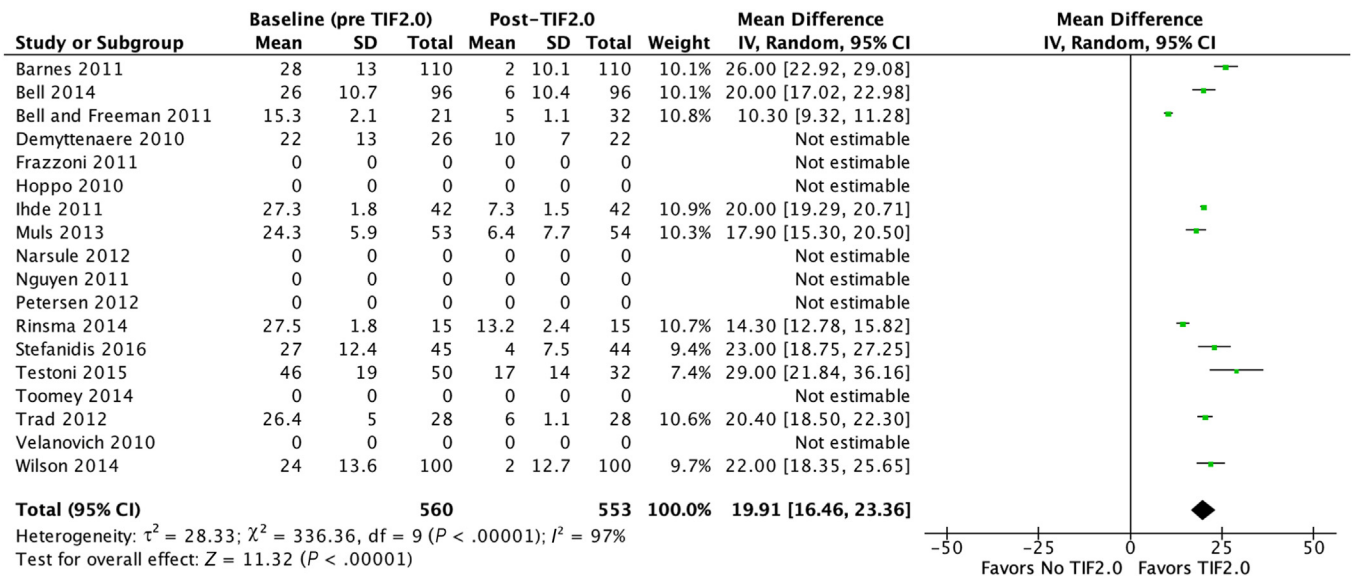 Baseline (pre TIF2.0) Post-TIF2.0 Mean Difference Mean Difference
Study or Subgroup Mean SD Total Mean SD Total Weight IV, Random, 95% CI IV, Random, 95% CI
Barnes 2011 28 13 110 2 10.1 110 10.1% 26.00 [22.92, 29.08]
Bell 2014 26 10.7 96 6 10.4 96 10.1% 20.00 [17.02, 22.98]
Bell and Freeman 2011 15.3 2.1 21 5 1.1 32 10.8% 10.30 [9.32, 11.28]
Demyttenaere 2010 22 13 26 10 7 22 Not estimable
Frazzoni 2011 0 0 0 0 0 0 Not estimable
Hoppo 2010 0 0 0 0 0 0 Not estimable
Ihde 2011 27.3 1.8 42 7.3 1.5 42 10.9% 20.00 [19.29, 20.71]
Muls 2013 24.3 5.9 53 6.4 7.7 54 10.3% 17.90 [15.30, 20.50]
Narsule 2012 0 0 0 0 0 0 Not estimable
Nguyen 2011 0 0 0 0 0 0 Not estimable
Petersen 2012 0 0 0 0 0 0 Not estimable
Rinsma 2014 27.5 1.8 15 13.2 2.4 15 10.7% 14.30 [12.78, 15.82]
Stefanidis 2016 27 12.4 45 4 7.5 44 9.4% 23.00 [18.75, 27.25]
Testoni 2015 46 19 50 17 14 32 7.4% 29.00 [21.84, 36.16]
Toomey 2014 0 0 0 0 0 0 Not estimable
Trad 2012 26.4 5 28 6 1.1 28 10.6% 20.40 [18.50, 22.30]
Velanovich 2010 0 0 0 0 0 0 Not estimable
Wilson 2014 24 13.6 100 2 12.7 100 9.7% 22.00 [18.35, 25.65]
Total (95% CI) 560 553 100.0% 19.91 [16.46, 23.36]
Heterogeneity: τ² = 28.33; χ² = 336.36, df = 9 (P < .00001); I² = 97%
Test for overall effect: Z = 11.32 (P < .00001)
-50 -25 0 25 50
Favors No TIF2.0 Favors TIF2.0